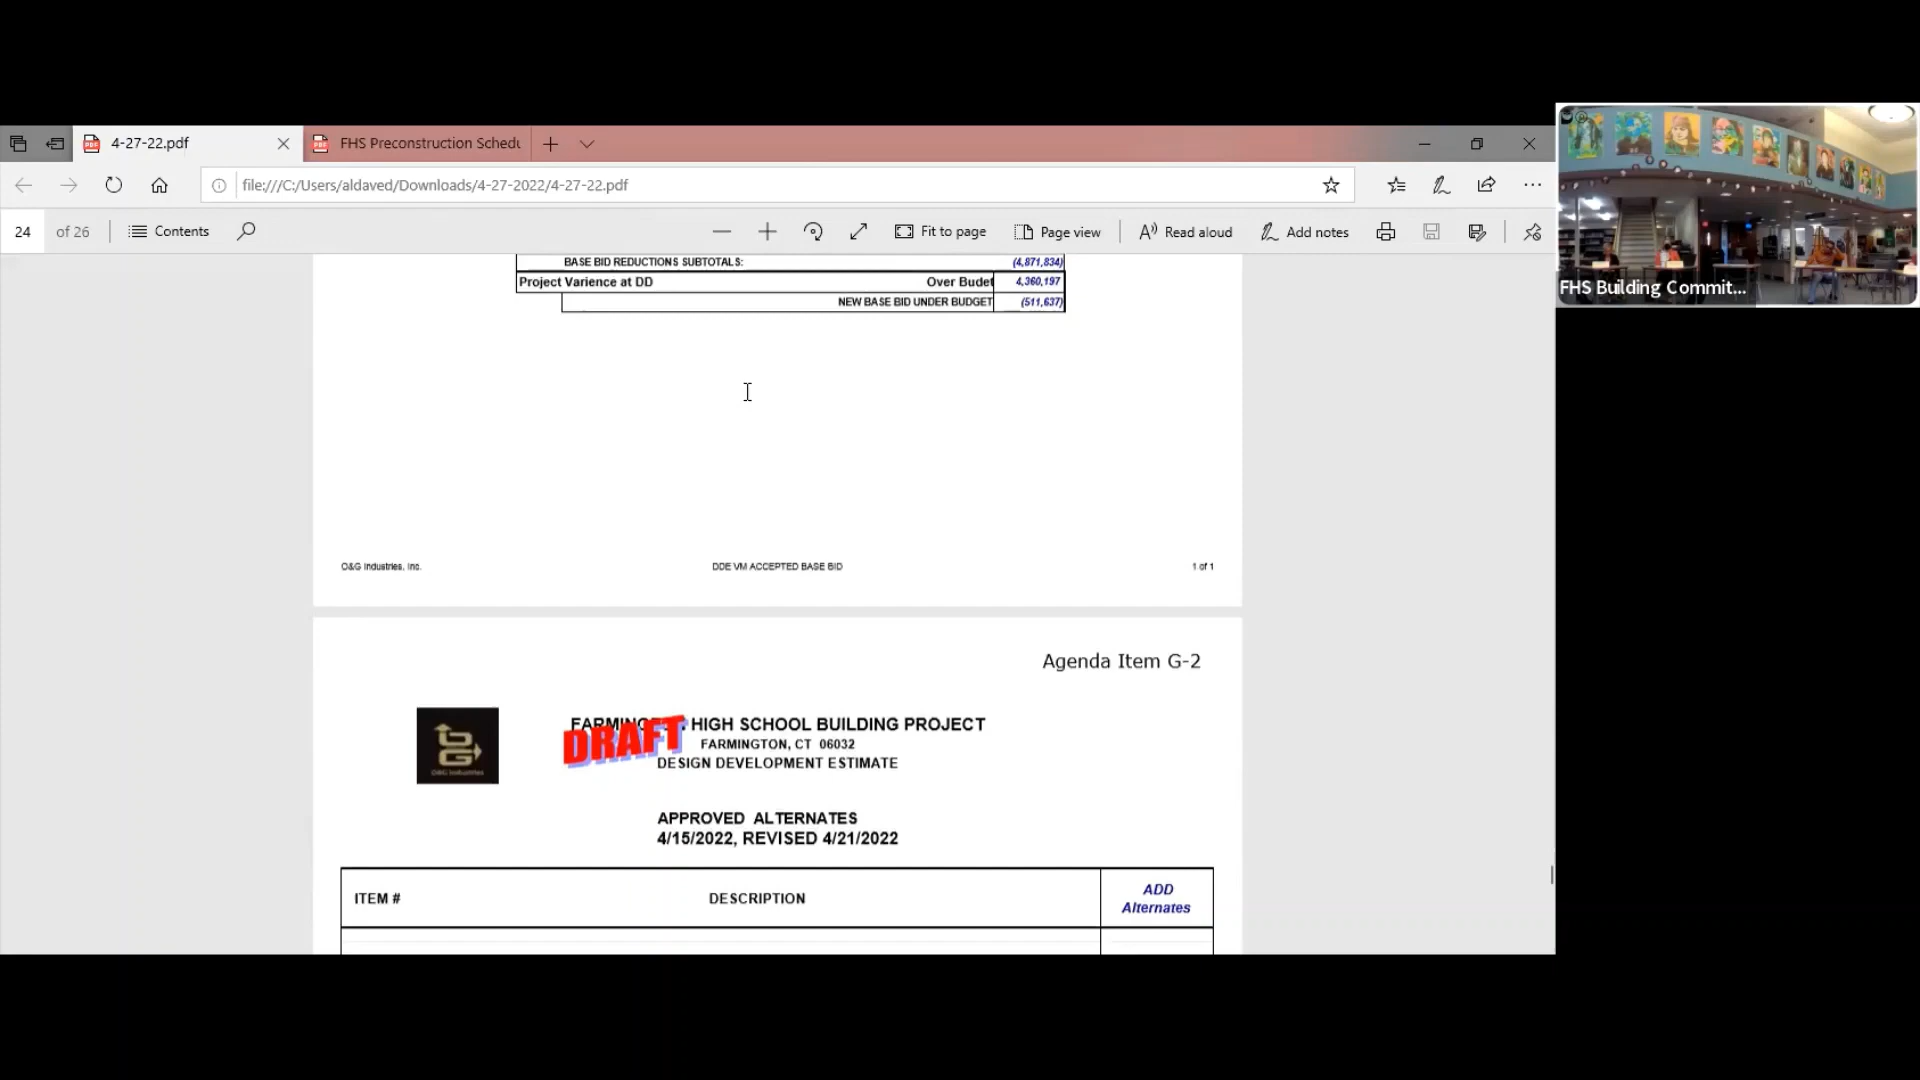 4-27-22.pdf
FHS Preconstruction Schedu
file:///C:/Users/aldaved/Downloads/4-27-2022/4-27-22.pdf
24 of 26
Contents
Fit to page
Page view
Read aloud
Add notes
FHS Building Commit...
BASE BID REDUCTIONS SUBTOTALS: (4,871,834)
Project Varience at DD Over Budet 4,360,197
NEW BASE BID UNDER BUDGET (511,637)
O&G Industries, Inc. DDE VM ACCEPTED BASE BID 1 of 1
Agenda Item G-2
O&G Industries
HIGH SCHOOL BUILDING PROJECT
DRAFT
FARMINGTON, CT 06032
DESIGN DEVELOPMENT ESTIMATE
APPROVED ALTERNATES
4/15/2022, REVISED 4/21/2022
ITEM # DESCRIPTION ADD Alternates